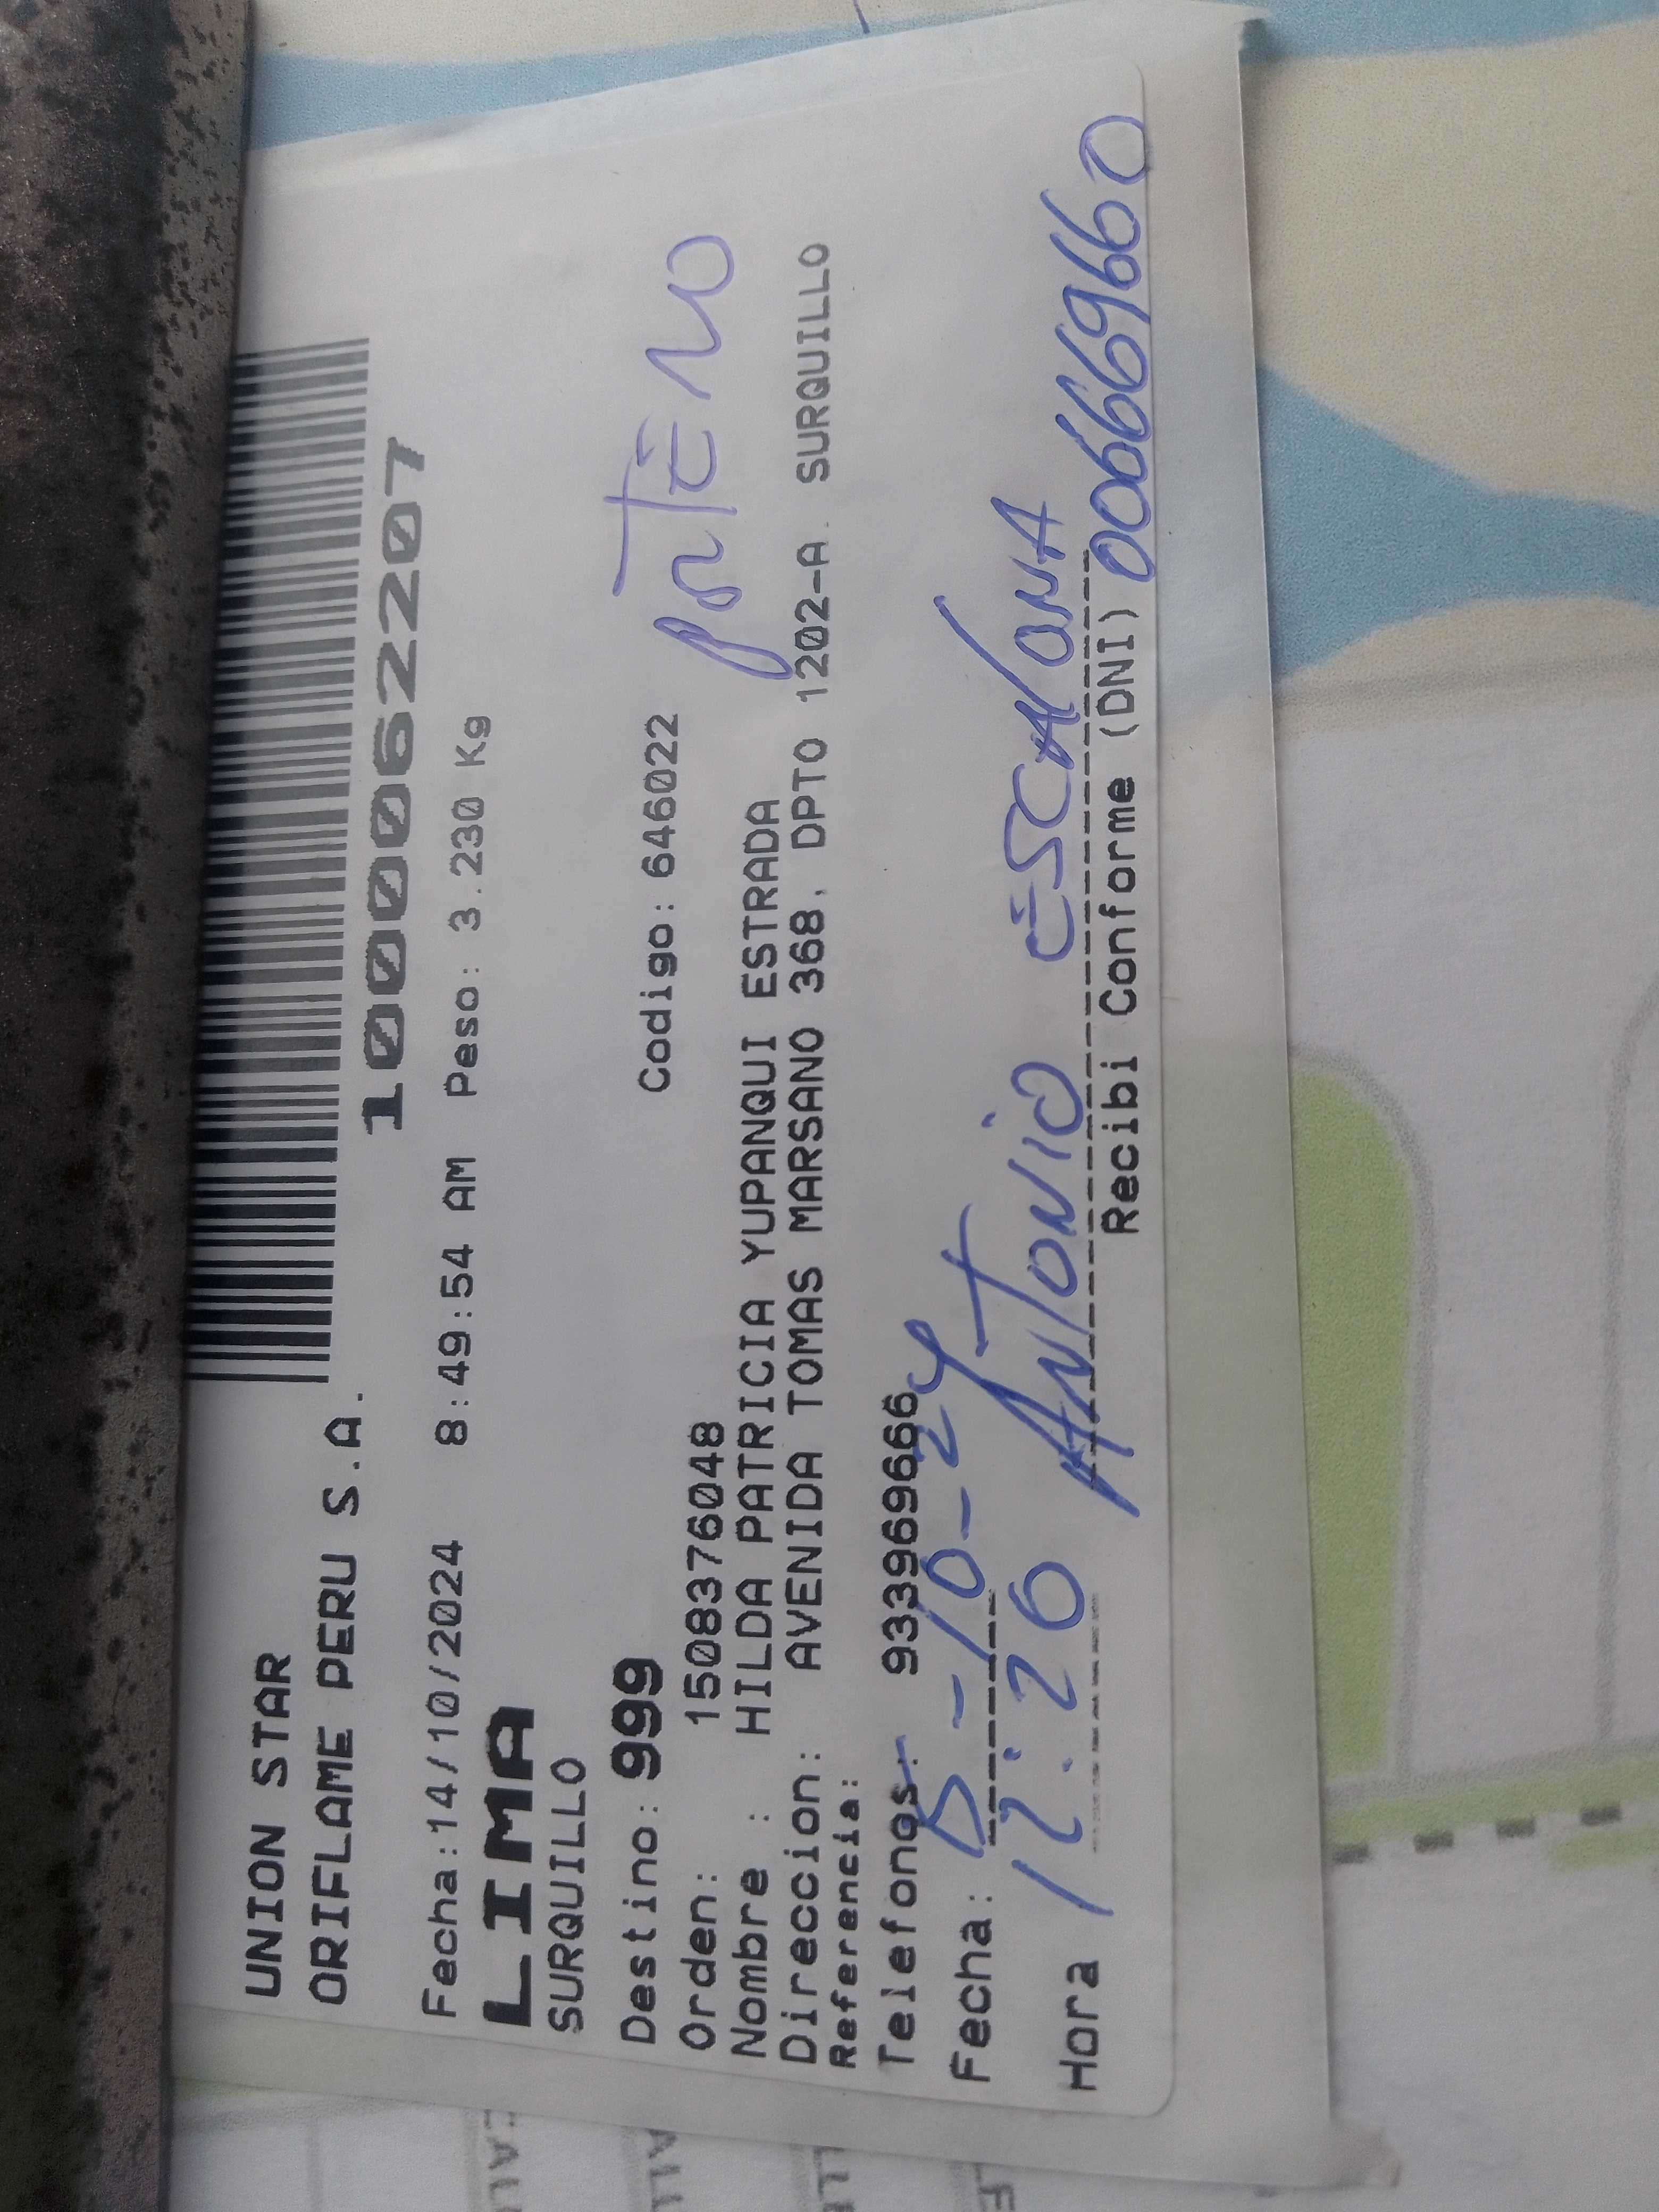 UNION STAR
ORIFLAME PERU S.A.
1000062207
Fecha:14/10/2024 8:49:54 AM Peso: 3.230 Kg
LIMA
SURQUILLO
Destino: 999 Codigo: 646022
Orden: 1508376048
Nombre : HILDA PATRICIA YUPANQUI ESTRADA
Direccion: AVENIDA TOMAS MARSANO 368. DPTO 1202-A. SURQUILLO
Referencia:
Telefonos: 933969666
Fecha: 15-10-24
Hora 12:26 ANTONIO ESCALONA
Recibi Conforme (DNI) 006669660